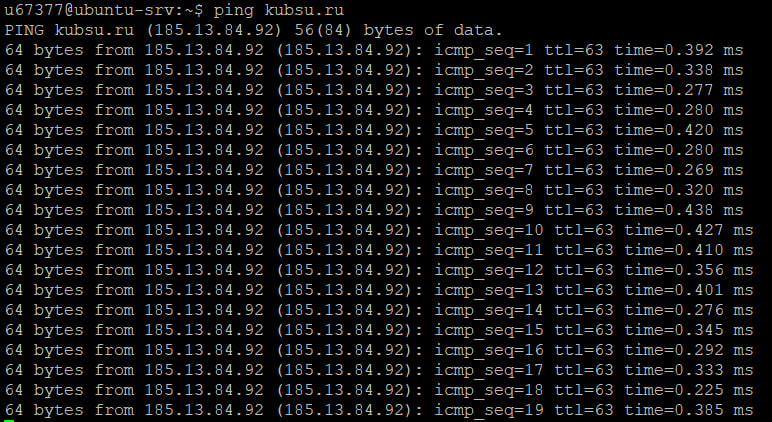 u67377@ubuntu-srv:~$ ping kubsu.ru
PING kubsu.ru (185.13.84.92) 56(84) bytes of data.
64 bytes from 185.13.84.92 (185.13.84.92): icmp_seq=1 ttl=63 time=0.392 ms
64 bytes from 185.13.84.92 (185.13.84.92): icmp_seq=2 ttl=63 time=0.338 ms
64 bytes from 185.13.84.92 (185.13.84.92): icmp_seq=3 ttl=63 time=0.277 ms
64 bytes from 185.13.84.92 (185.13.84.92): icmp_seq=4 ttl=63 time=0.280 ms
64 bytes from 185.13.84.92 (185.13.84.92): icmp_seq=5 ttl=63 time=0.420 ms
64 bytes from 185.13.84.92 (185.13.84.92): icmp_seq=6 ttl=63 time=0.280 ms
64 bytes from 185.13.84.92 (185.13.84.92): icmp_seq=7 ttl=63 time=0.269 ms
64 bytes from 185.13.84.92 (185.13.84.92): icmp_seq=8 ttl=63 time=0.320 ms
64 bytes from 185.13.84.92 (185.13.84.92): icmp_seq=9 ttl=63 time=0.438 ms
64 bytes from 185.13.84.92 (185.13.84.92): icmp_seq=10 ttl=63 time=0.427 ms
64 bytes from 185.13.84.92 (185.13.84.92): icmp_seq=11 ttl=63 time=0.410 ms
64 bytes from 185.13.84.92 (185.13.84.92): icmp_seq=12 ttl=63 time=0.356 ms
64 bytes from 185.13.84.92 (185.13.84.92): icmp_seq=13 ttl=63 time=0.401 ms
64 bytes from 185.13.84.92 (185.13.84.92): icmp_seq=14 ttl=63 time=0.276 ms
64 bytes from 185.13.84.92 (185.13.84.92): icmp_seq=15 ttl=63 time=0.345 ms
64 bytes from 185.13.84.92 (185.13.84.92): icmp_seq=16 ttl=63 time=0.292 ms
64 bytes from 185.13.84.92 (185.13.84.92): icmp_seq=17 ttl=63 time=0.333 ms
64 bytes from 185.13.84.92 (185.13.84.92): icmp_seq=18 ttl=63 time=0.225 ms
64 bytes from 185.13.84.92 (185.13.84.92): icmp_seq=19 ttl=63 time=0.385 ms